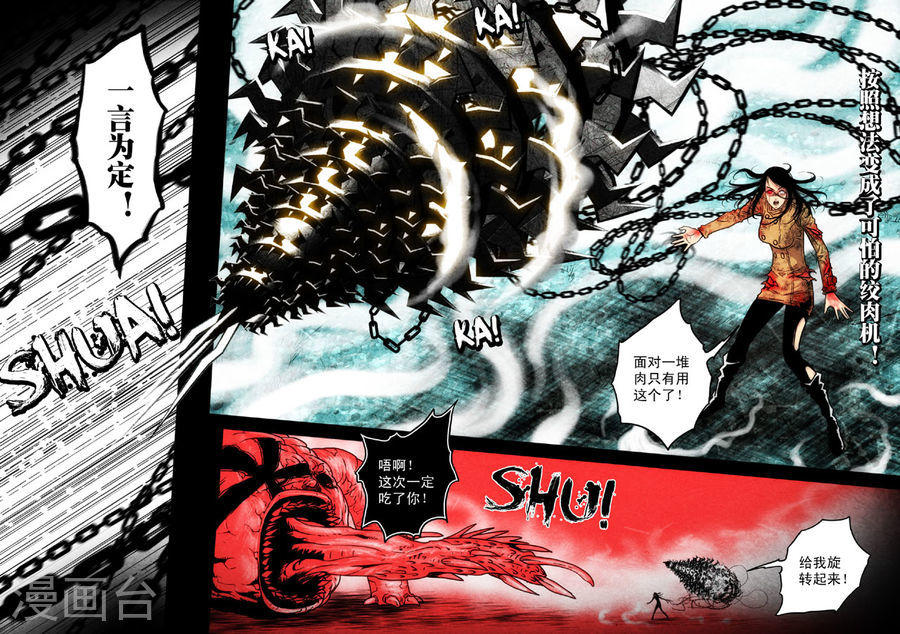 一言为定！
SHUA!
KA!
KA!
KA!
按照想法变成了可怕的绞肉机！
面对一堆
肉只有用
这个了！
唔啊！
这次一定
吃了你！
SHU!
给我旋
转起来！
漫画台